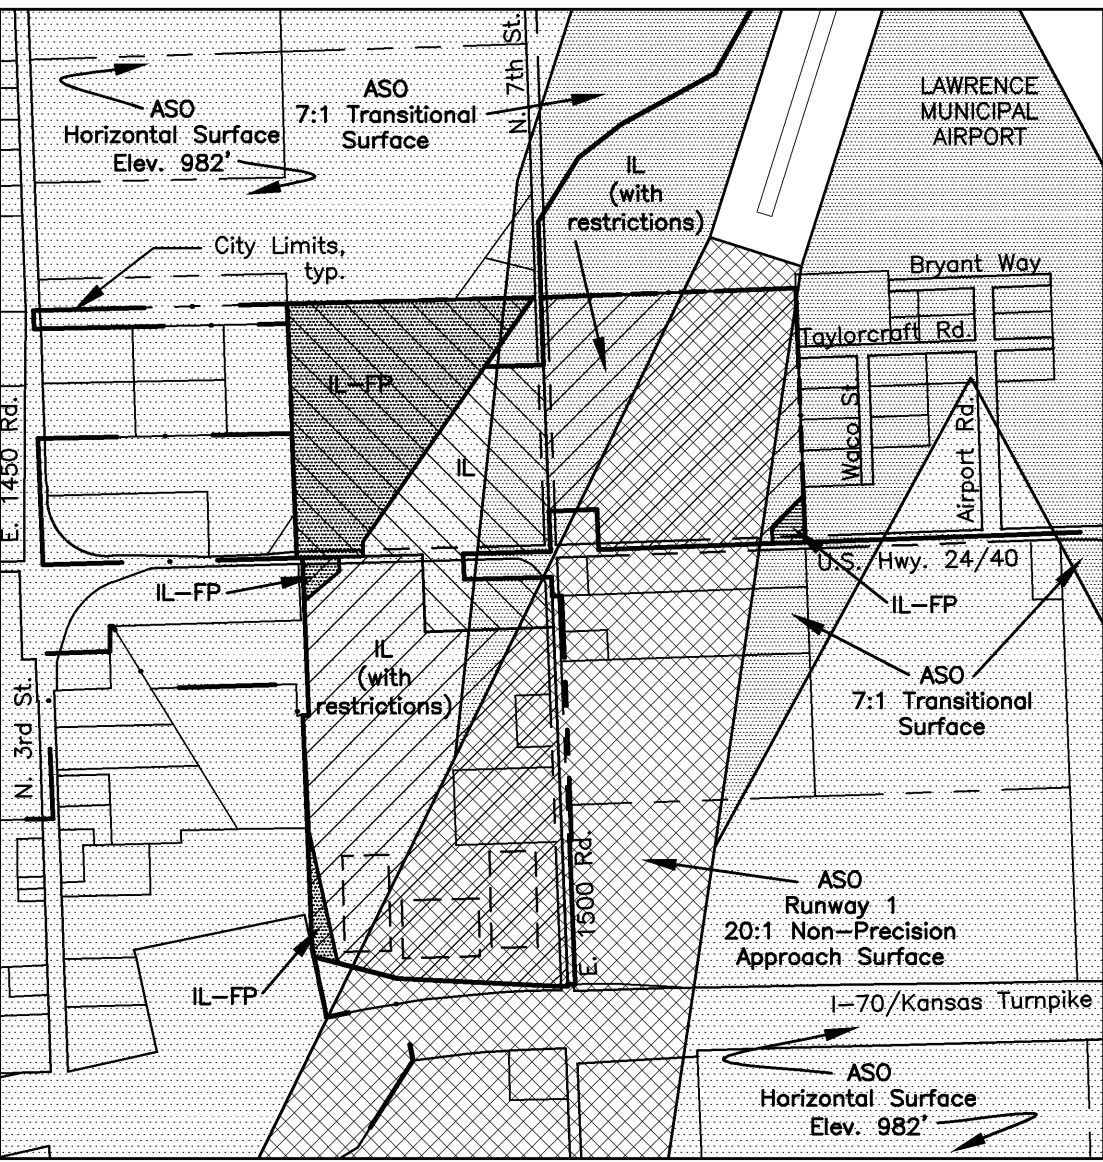 N. 7th St.
ASO
Horizontal Surface
Elev. 982'
ASO
7:1 Transitional
Surface
LAWRENCE
MUNICIPAL
AIRPORT
IL
(with
restrictions)
City Limits,
typ.
Bryant Way
Taylorcraft Rd.
IL-FP
E. 1450 Rd.
IL
Waco St.
Airport Rd.
U.S. Hwy. 24/40
IL-FP
IL-FP
IL
(with
restrictions)
ASO
7:1 Transitional
Surface
N. 3rd St.
E. 1500 Rd.
ASO
Runway 1
20:1 Non-Precision
Approach Surface
IL-FP
I-70/Kansas Turnpike
ASO
Horizontal Surface
Elev. 982'